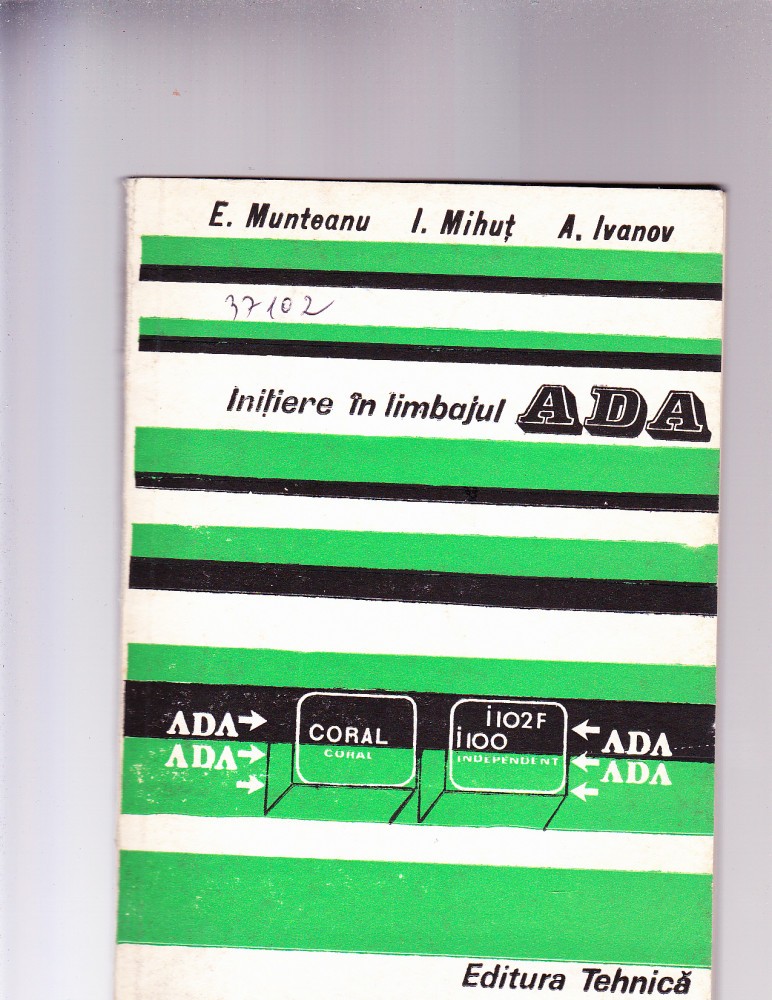 E. Munteanu I. Mihuț A. Ivanov
37102
Inițiere în limbajul ADA
ADA CORAL i102F ADA
ADA CORAL i100 ADA
INDEPENDENT
Editura Tehnică